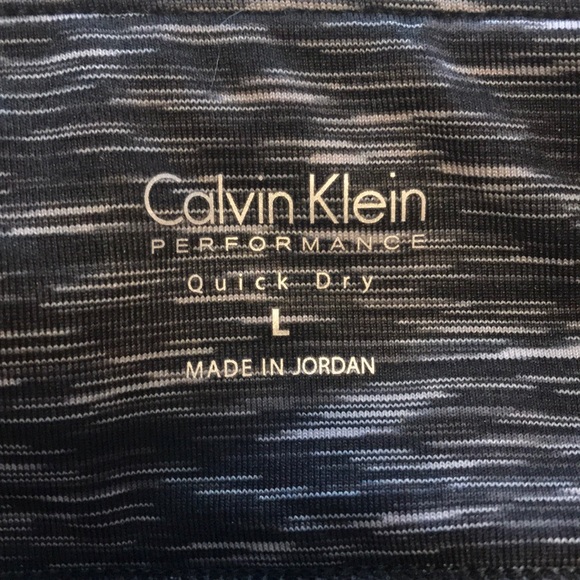 Calvin Klein
PERFORMANCE
Quick Dry
L
MADE IN JORDAN